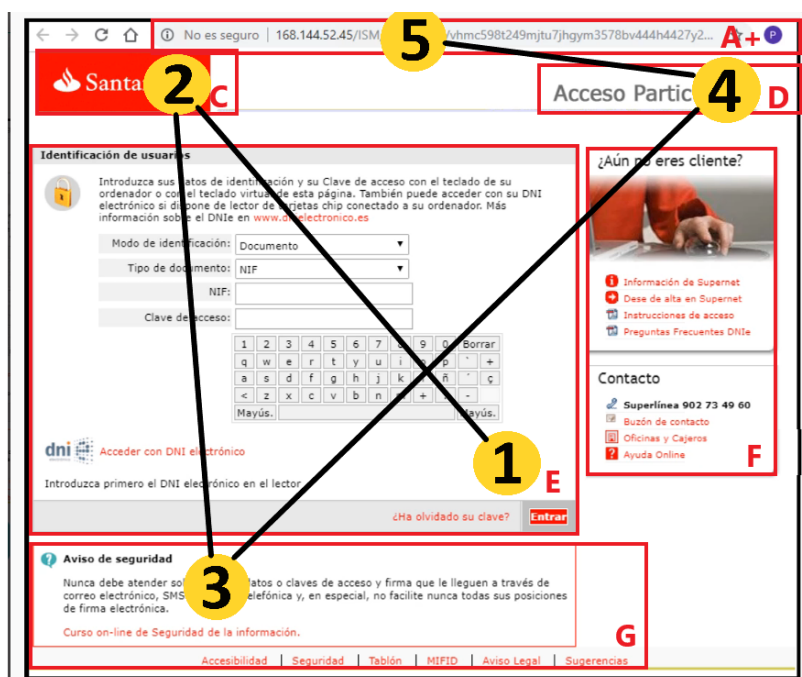 No es seguro | 168.144.52.45/ISM
vhmc598t249mjtu7jhgym3578bv444h4427y2...
A+
P
5
Santa
2
C
Acceso Partic
4
D
Identificación de usuarios
Introduzca sus datos de identificación y su Clave de acceso con el teclado de su
ordenador o con el teclado virtual de esta página. También puede acceder con su DNI
electrónico si dispone de lector de tarjetas chip conectado a su ordenador. Más
información sobre el DNIe en www.dnielectronico.es
Modo de identificación: Documento
Tipo de documento: NIF
NIF:
Clave de acceso:
1 2 3 4 5 6 7 8 9 0 Borrar
q w e r t y u i o p ` +
a s d f g h j k ñ ´ ç
< z x c v b n + -
Mayús. Mayús.
dni Acceder con DNI electrónico
1
E
Introduzca primero el DNI electrónico en el lector
¿Ha olvidado su clave? Entrar
¿Aún no eres cliente?
Información de Supernet
Dese de alta en Supernet
Instrucciones de acceso
Preguntas Frecuentes DNIe
Contacto
Superlínea 902 73 49 60
Buzón de contacto
Oficinas y Cajeros
Ayuda Online
F
Aviso de seguridad
Nunca debe atender datos o claves de acceso y firma que le lleguen a través de
correo electrónico, SMS telefónica y, en especial, no facilite nunca todas sus posiciones
de firma electrónica.
3
Curso on-line de Seguridad de la información.
G
Accesibilidad | Seguridad | Tablón | MIFID | Aviso Legal | Sugerencias